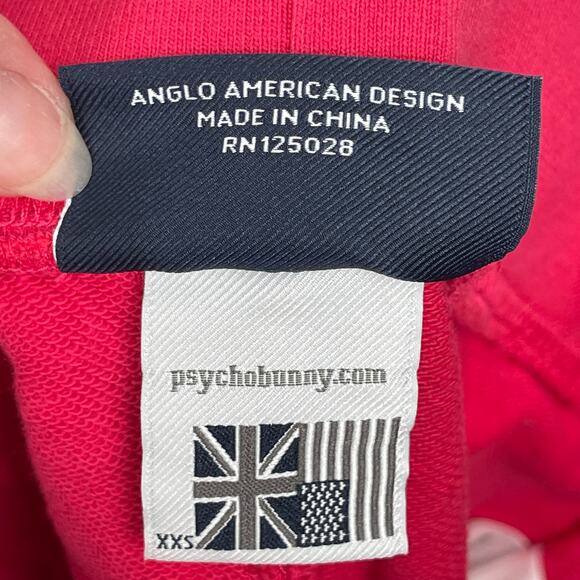 ANGLO AMERICAN DESIGN
MADE IN CHINA
RN125028
psychobunny.com
XXS